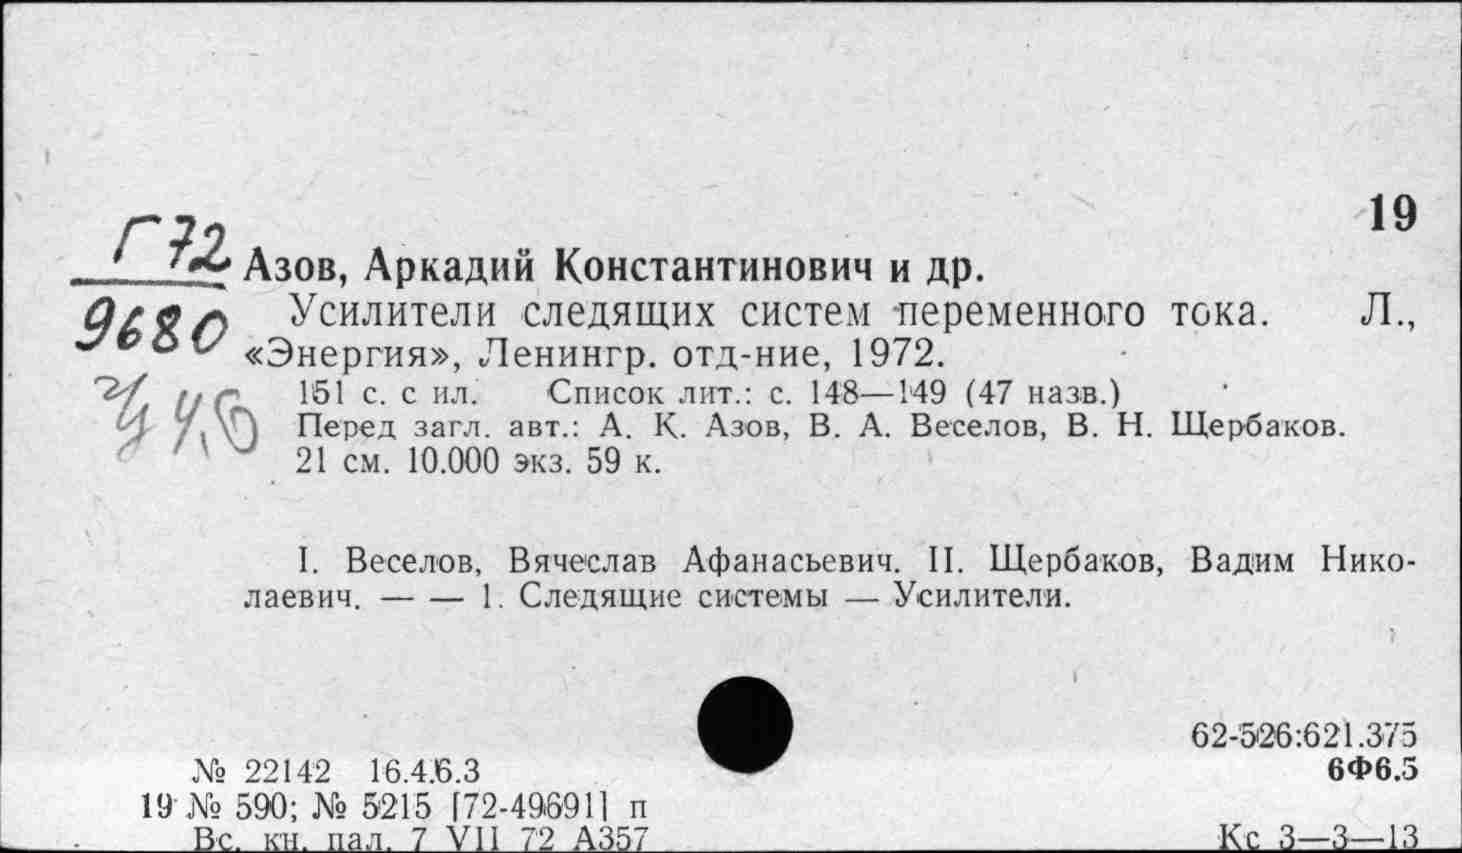 19
Г72
Азов, Аркадий Константинович и др.
9680
Усилители следящих систем переменного тока. Л.,
«Энергия», Ленингр. отд-ние, 1972.
151 с. с ил. Список лит.: с. 148—149 (47 назв.)
Перед загл. авт.: А. К. Азов, В. А. Веселов, В. Н. Щербаков.
21 см. 10.000 экз. 59 к.
I. Веселов, Вячеслав Афанасьевич. II. Щербаков, Вадим Нико-
лаевич. — — 1. Следящие системы — Усилители.
62-526:621.375
№ 22142 16.4.6.3
6Ф6.5
19 № 590; № 5215 [72-49691] п
Вс. кн. пал. 7 VII 72 А357
Кс 3—3—13